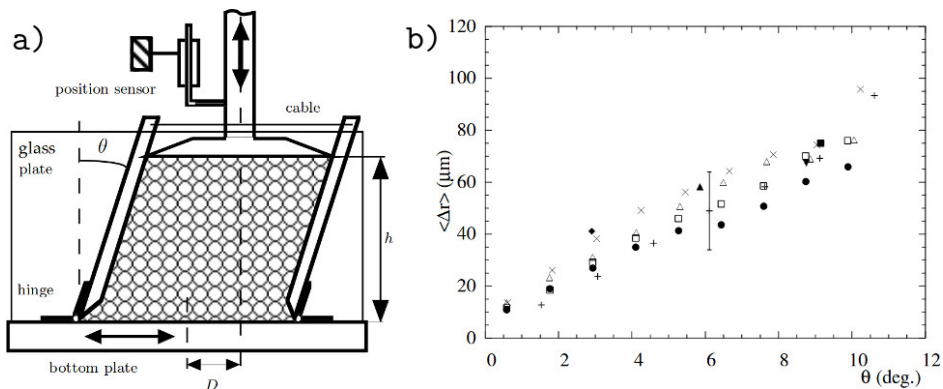 a)
position sensor
cable
glass
plate
θ
h
hinge
bottom plate
D
b)
<Δr> (μm)
120
100
80
60
40
20
0
0
2
4
6
8
10
12
θ (deg.)